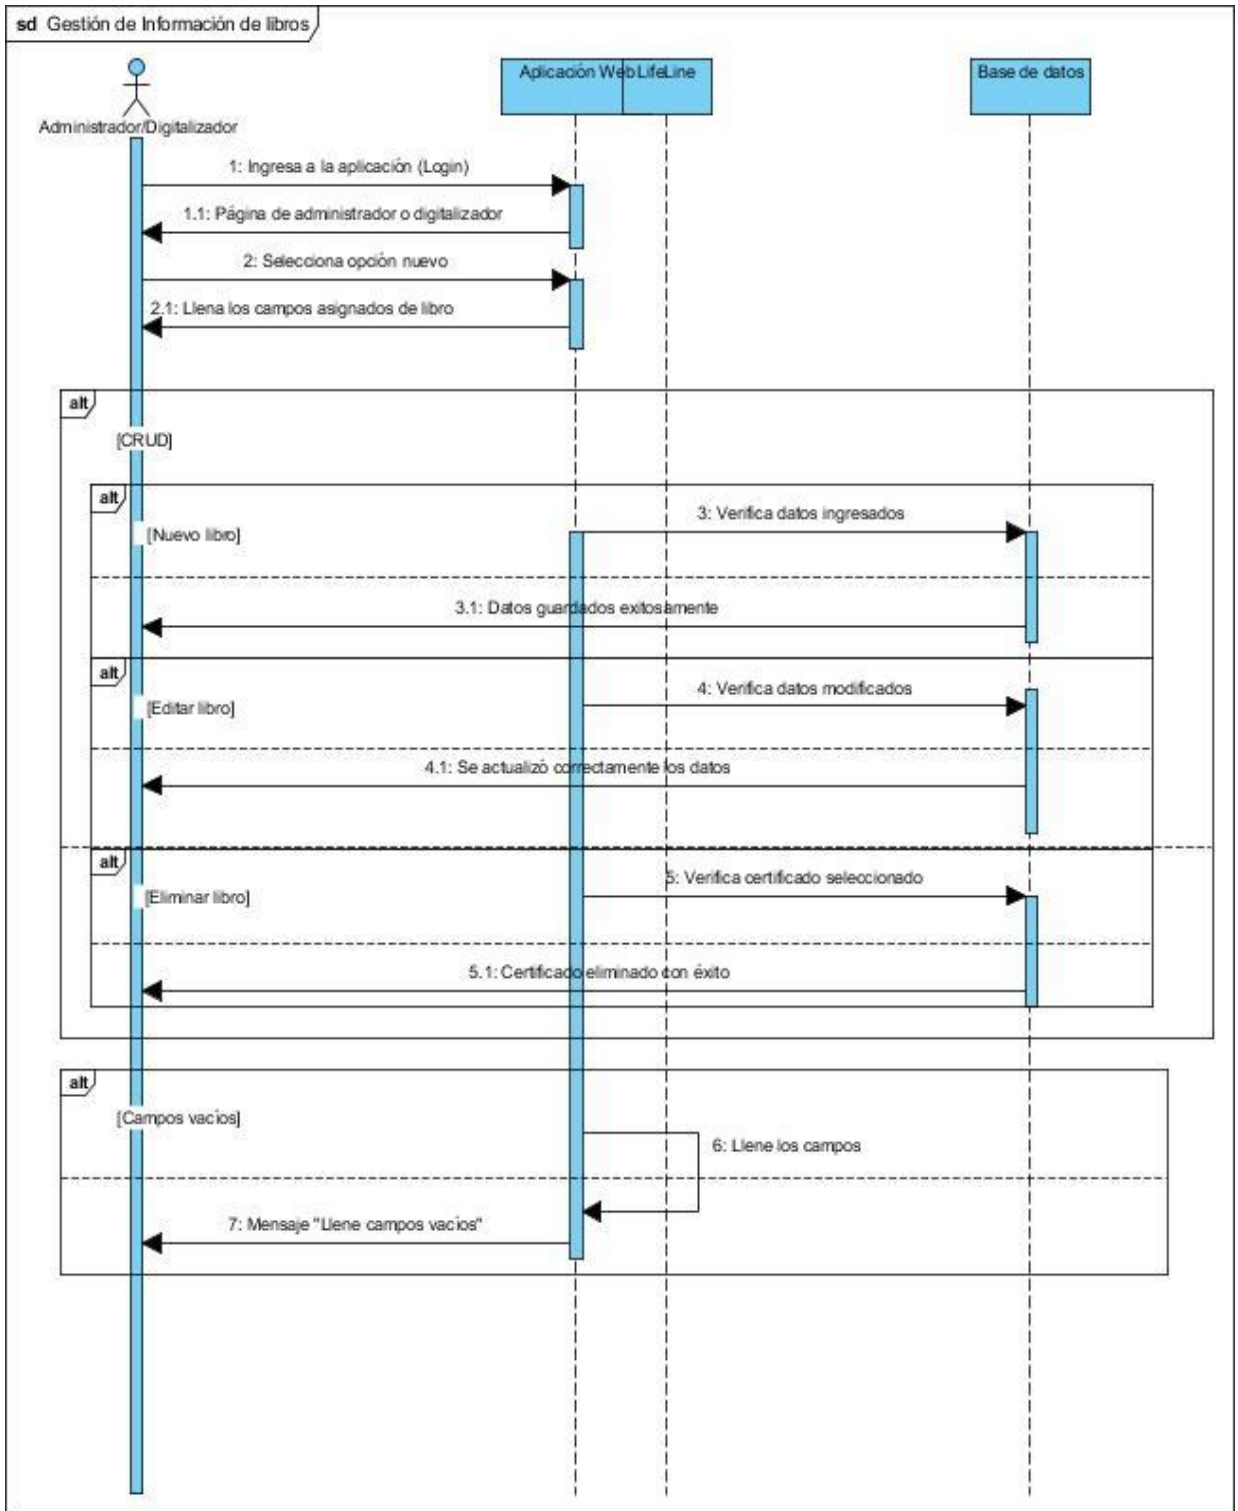 sd Gestión de Información de libros
Aplicación Web LifeLine Base de datos
Administrador/Digitalizador
1: Ingresa a la aplicación (Login)
1.1: Página de administrador o digitalizador
2: Selecciona opción nuevo
2.1: Llena los campos asignados de libro
alt
[CRUD]
alt
3: Verifica datos ingresados
[Nuevo libro]
3.1: Datos guardados exitosamente
alt
4: Verifica datos modificados
[Editar libro]
4.1: Se actualizó correctamente los datos
alt
5: Verifica certificado seleccionado
[Eliminar libro]
5.1: Certificado eliminado con éxito
alt
[Campos vacíos]
6: Llene los campos
7: Mensaje "Llene campos vacíos"